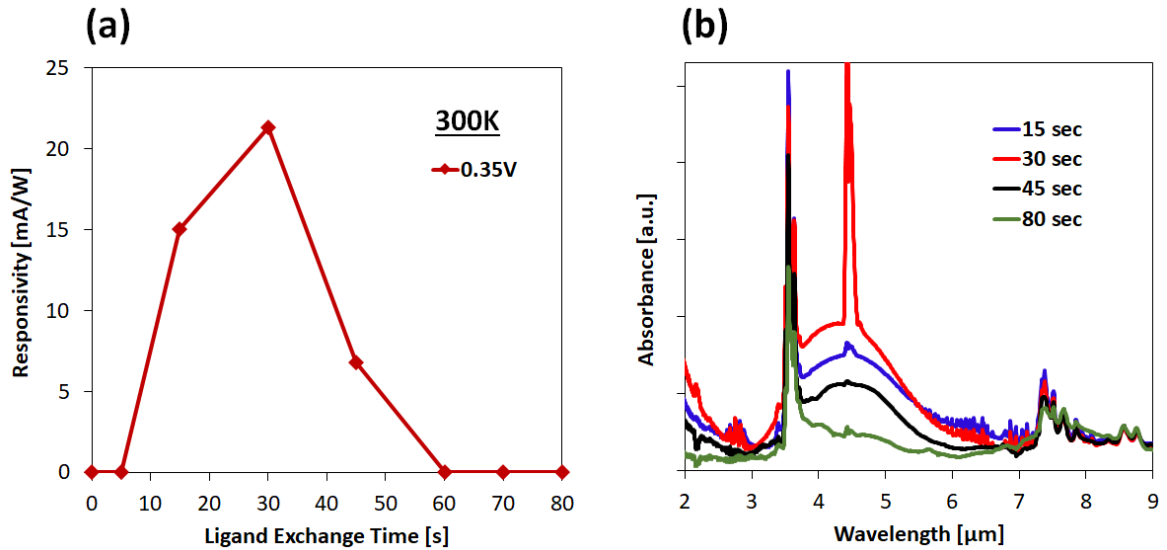 (a)
25
20
15
10
5
0
Responsivity [mA/W]
300K
0.35V
0 10 20 30 40 50 60 70 80
Ligand Exchange Time [s]
(b)
Absorbance [a.u.]
15 sec
30 sec
45 sec
80 sec
2 3 4 5 6 7 8 9
Wavelength [µm]